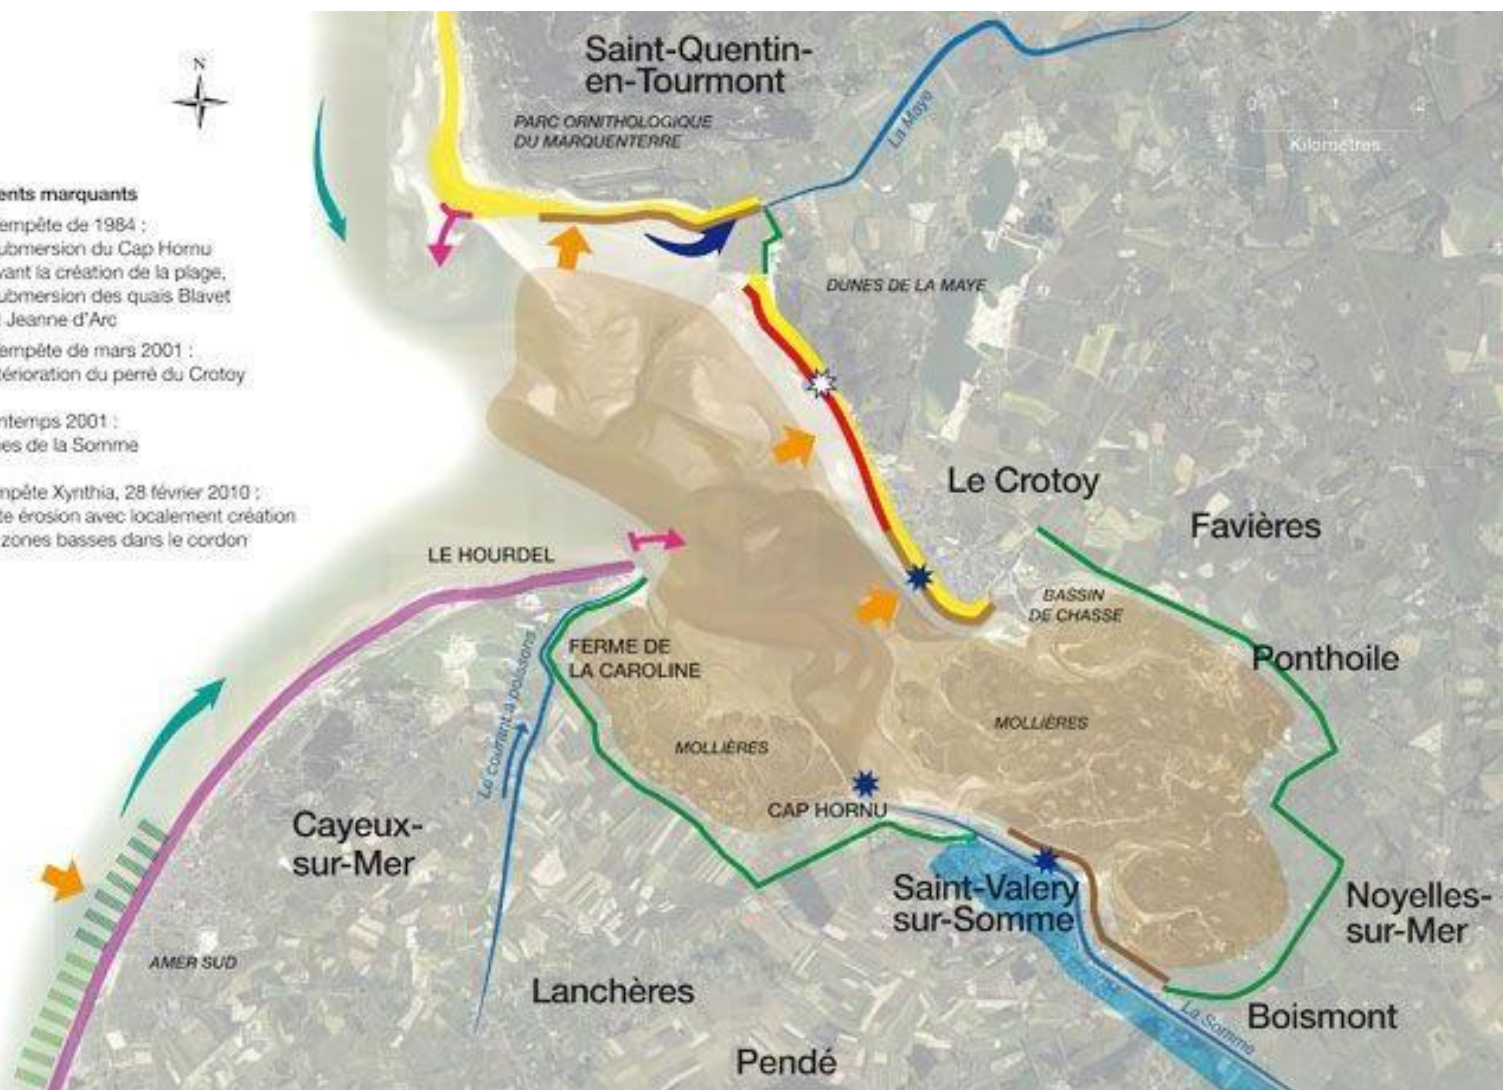 N
ents marquants
empête de 1984 :
ubmersion du Cap Hornu
vant la création de la plage,
ubmersion des quais Blavet
Jeanne d'Arc
empête de mars 2001 :
térioration du perré du Crotoy
ntemps 2001 :
es de la Somme
mpête Xynthia, 28 février 2010 :
te érosion avec localement création
zones basses dans le cordon
Saint-Quentin-
en-Tourmont
PARC ORNITHOLOGIQUE
DU MARQUENTERRE
La Maye
1
2
Kilomètres
DUNES DE LA MAYE
Le Crotoy
Favières
LE HOURDEL
BASSIN
DE CHASSE
FERME DE
LA CAROLINE
Ponthoile
Le courant à poissons
MOLLIÈRES
MOLLIÈRES
CAP HORNU
Cayeux-
sur-Mer
Saint-Valery
sur-Somme
Noyelles-
sur-Mer
AMER SUD
Lanchères
La Somme
Boismont
Pendé